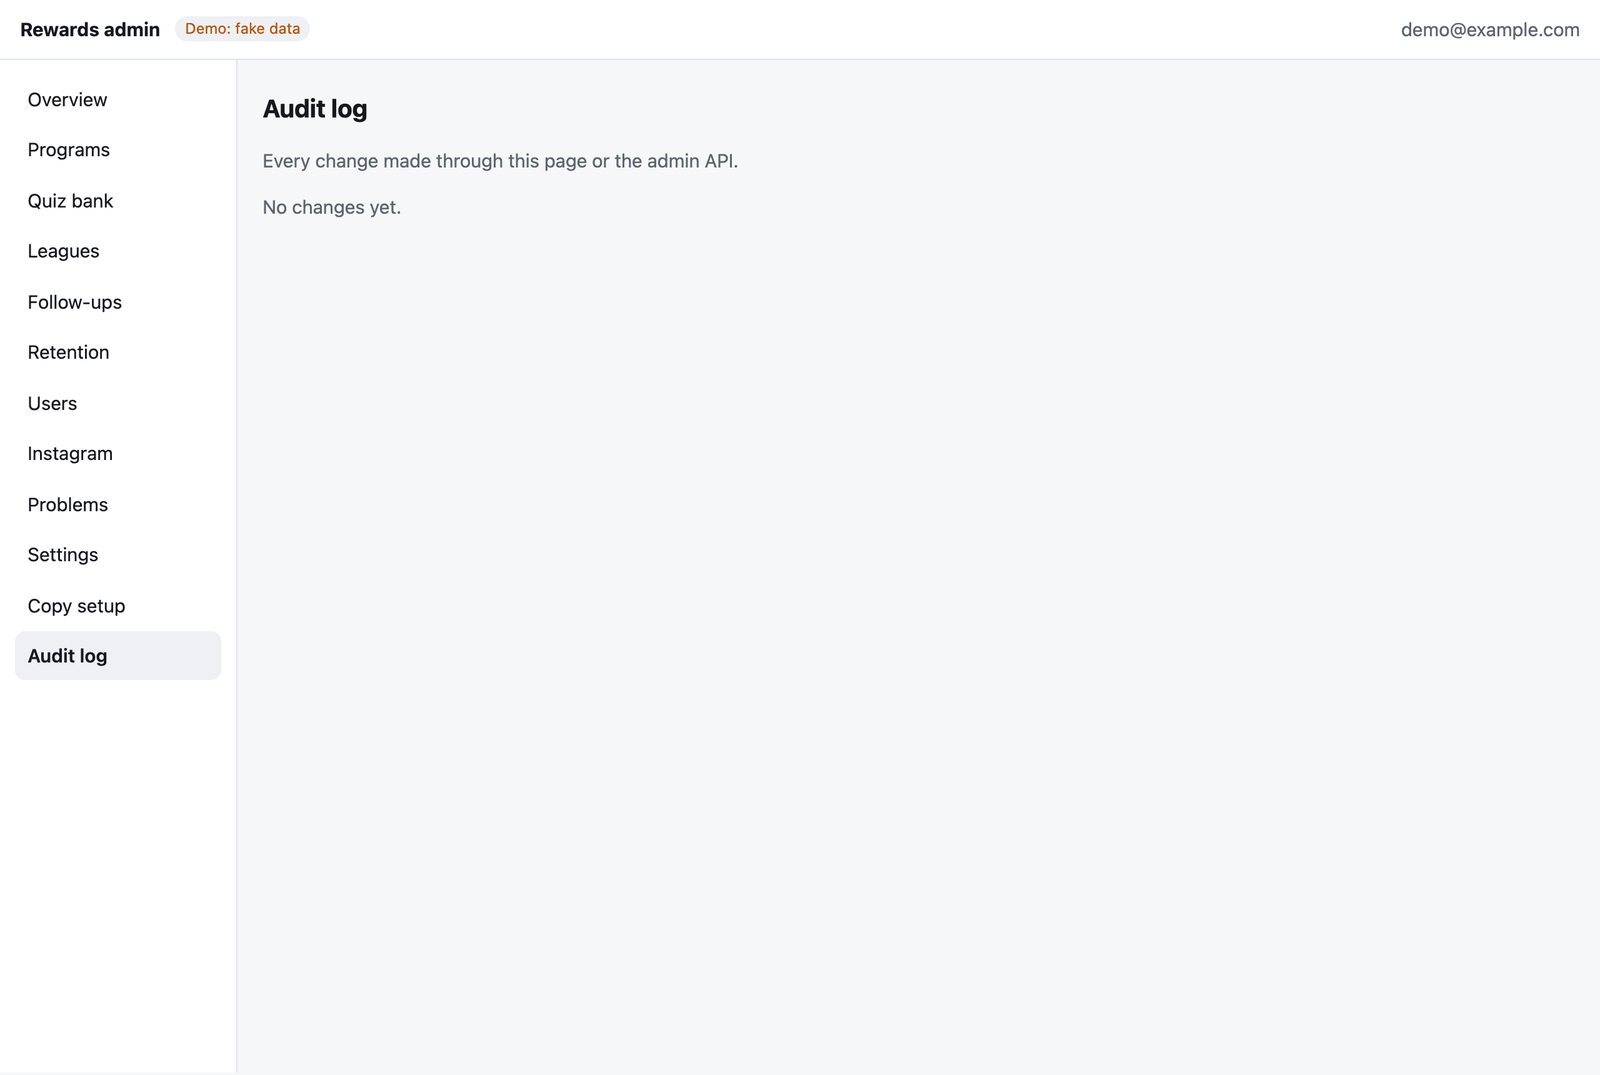 Rewards admin
Demo: fake data
demo@example.com
Overview
Programs
Quiz bank
Leagues
Follow-ups
Retention
Users
Instagram
Problems
Settings
Copy setup
Audit log
Audit log
Every change made through this page or the admin API.
No changes yet.